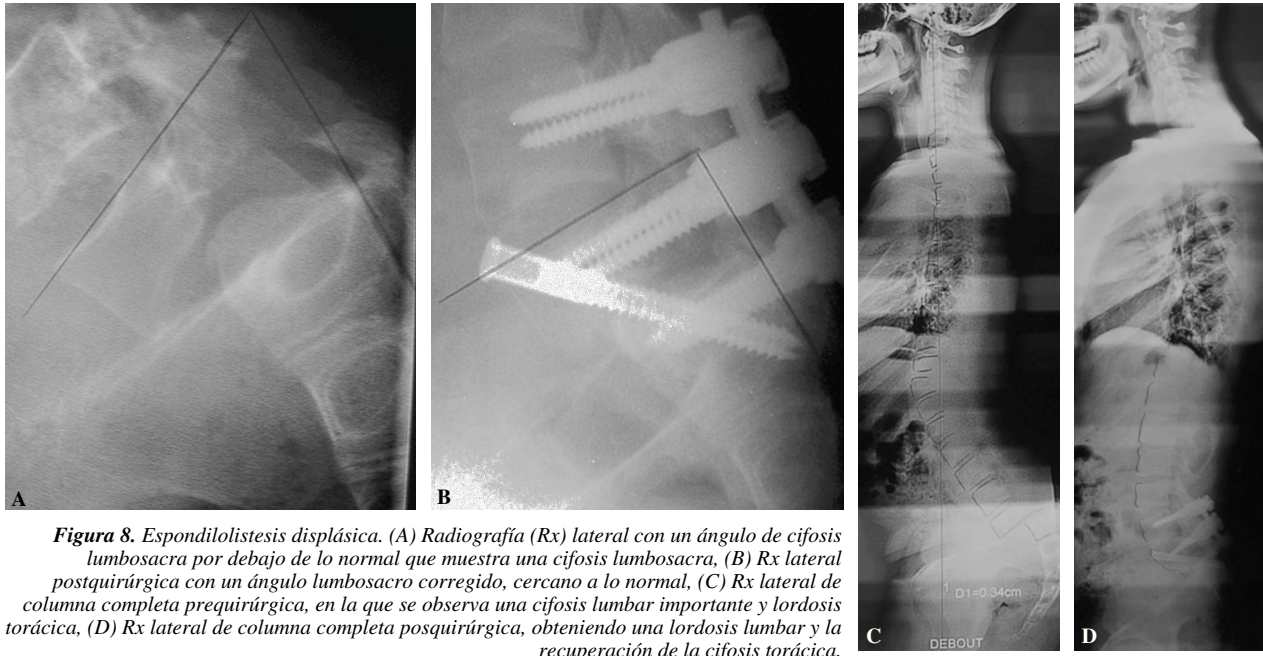 A
B
C
D
1 D1=0.34cm
DEBOUT
Figura 8. Espondilolistesis displásica. (A) Radiografía (Rx) lateral con un ángulo de cifosis
lumbosacra por debajo de lo normal que muestra una cifosis lumbosacra, (B) Rx lateral
postquirúrgica con un ángulo lumbosacro corregido, cercano a lo normal, (C) Rx lateral de
columna completa prequirúrgica, en la que se observa una cifosis lumbar importante y lordosis
torácica, (D) Rx lateral de columna completa posquirúrgica, obteniendo una lordosis lumbar y la
recuperación de la cifosis torácica.